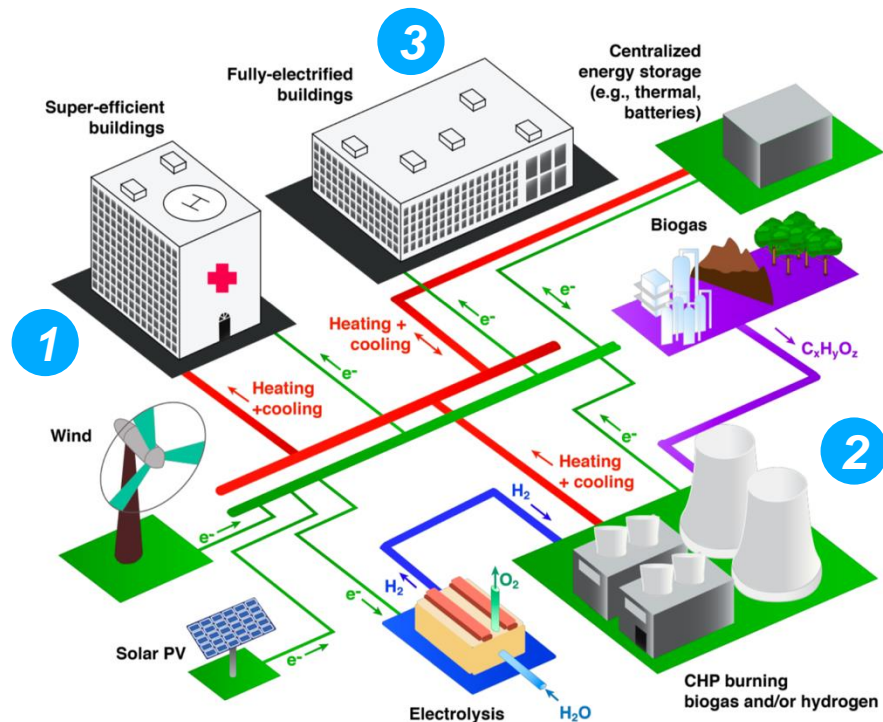 3
Fully-electrified
buildings
Centralized
energy storage
(e.g., thermal,
batteries)
Super-efficient
buildings
H
Biogas
1
e-
e-
e-
Heating +
cooling
CxHyOz
Heating
+cooling
Wind
e-
2
Heating
+ cooling
H2
e-
H2
O2
e-
Solar PV
e-
H2O
Electrolysis
CHP burning
biogas and/or hydrogen